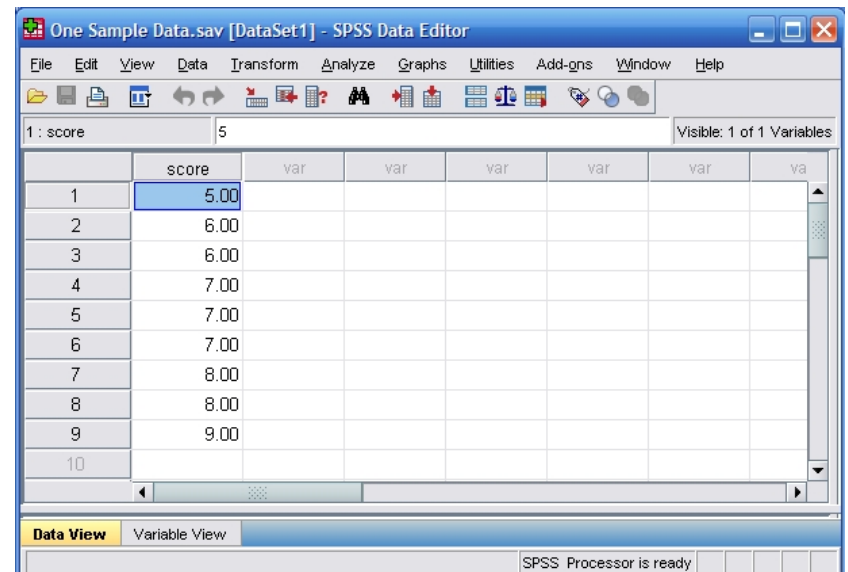 One Sample Data.sav [DataSet1] - SPSS Data Editor
File Edit View Data Transform Analyze Graphs Utilities Add-ons Window Help
1 : score 5 Visible: 1 of 1 Variables
score var var var var var va
1 5.00
2 6.00
3 6.00
4 7.00
5 7.00
6 7.00
7 8.00
8 8.00
9 9.00
10
Data View Variable View
SPSS Processor is ready